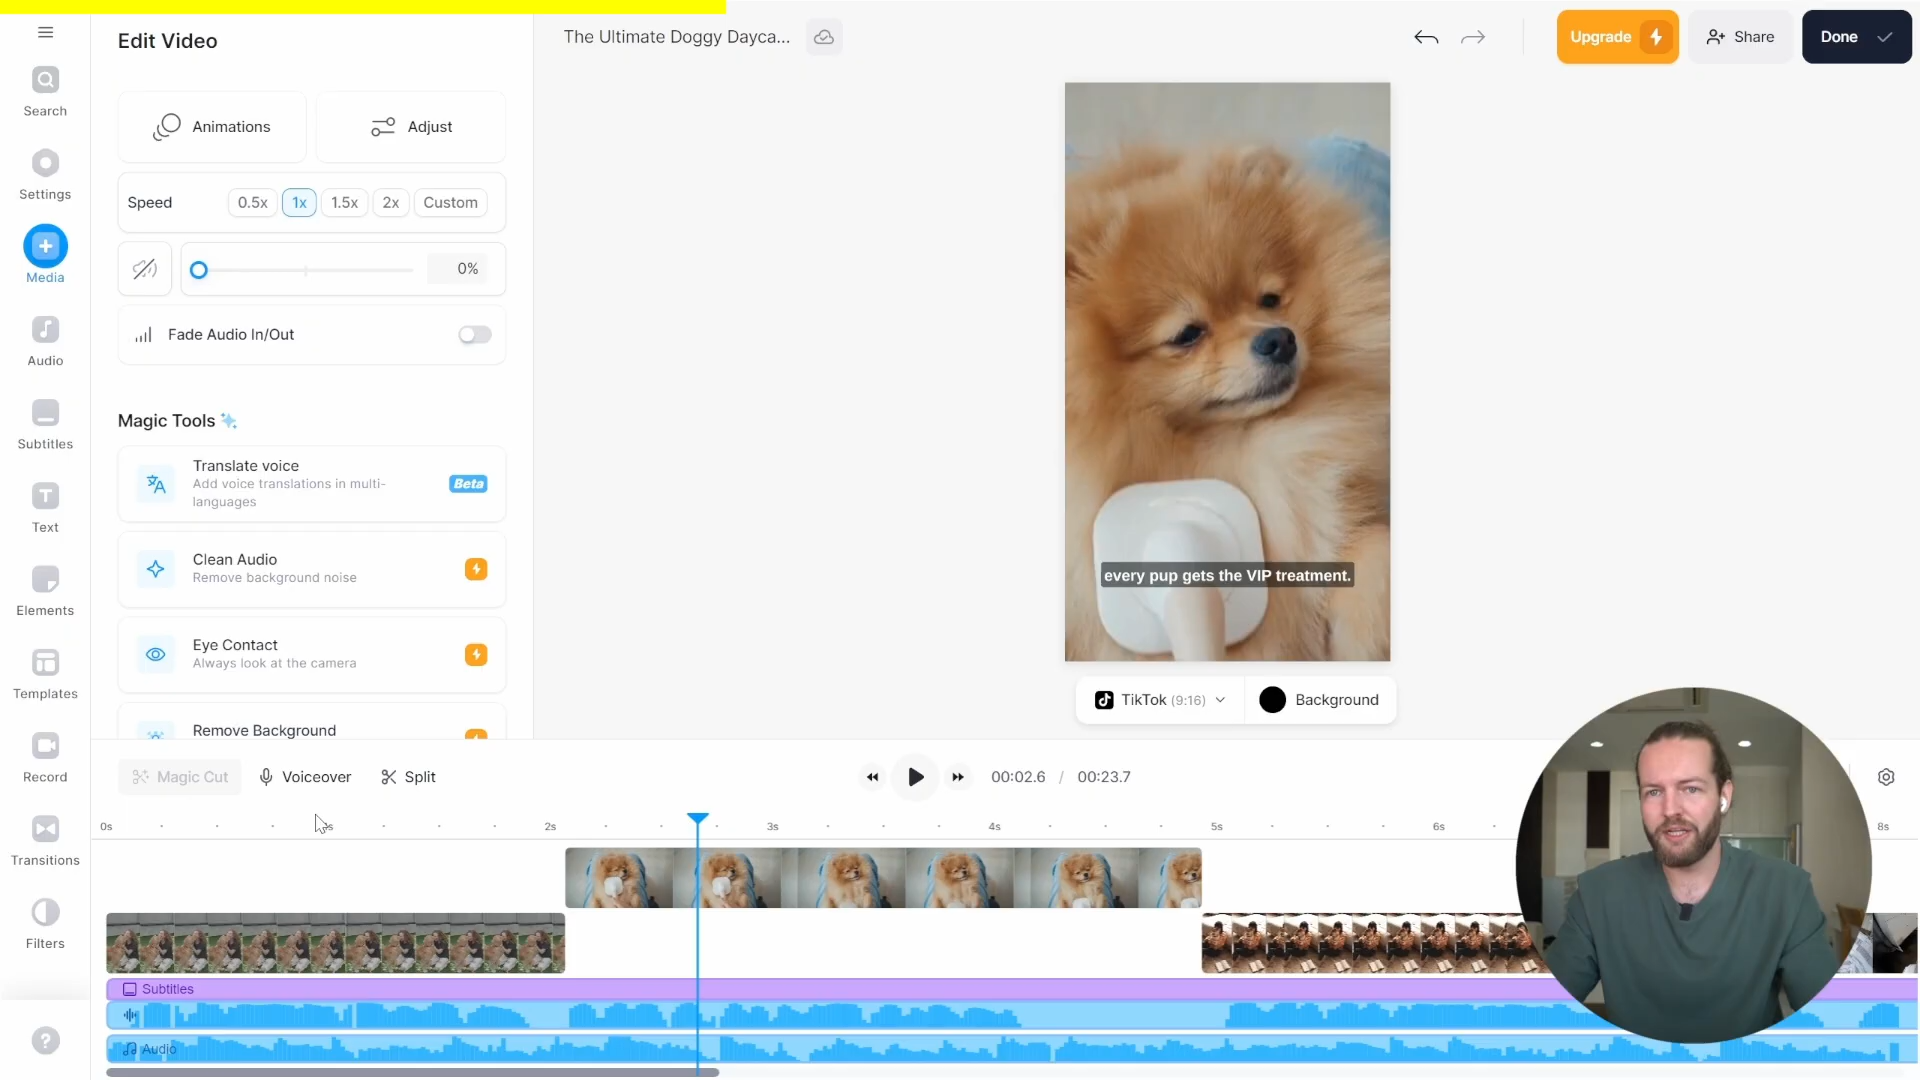 Edit Video
The Ultimate Doggy Dayca...
Upgrade
Share
Done
Search
Settings
Media
Audio
Subtitles
Text
Elements
Templates
Record
Transitions
Filters
?
Animations
Adjust
Speed
0.5x
1x
1.5x
2x
Custom
0%
Fade Audio In/Out
Magic Tools
Translate voice
Add voice translations in multi-
languages
Beta
Clean Audio
Remove background noise
Eye Contact
Always look at the camera
Remove Background
every pup gets the VIP treatment.
TikTok (9:16)
Background
Magic Cut
Voiceover
Split
00:02.6 / 00:23.7
0s
2s
3s
4s
5s
6s
8s
Subtitles
Audio